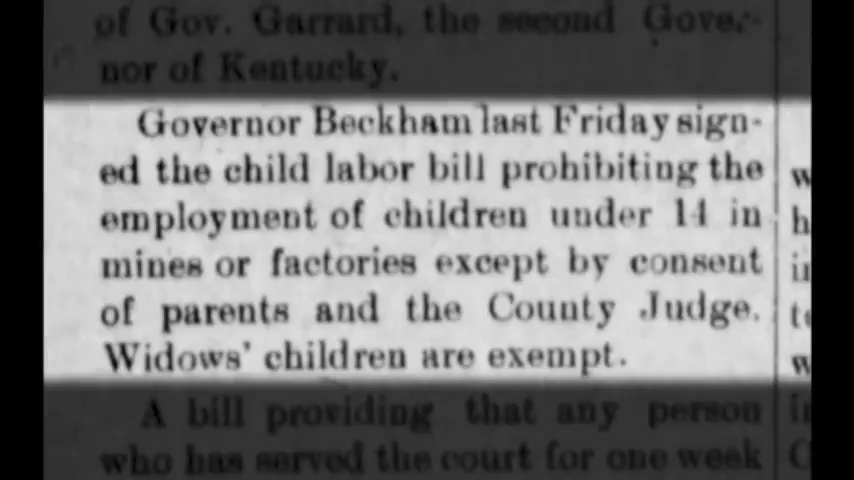 of Gov. Garrard, the second Gover-
nor of Kentucky.
Governor Beckham last Friday sign-
ed the child labor bill prohibiting the
employment of children under 14 in
mines or factories except by consent
of parents and the County Judge.
Widows' children are exempt.
A bill providing that any person
who has served the court for one week